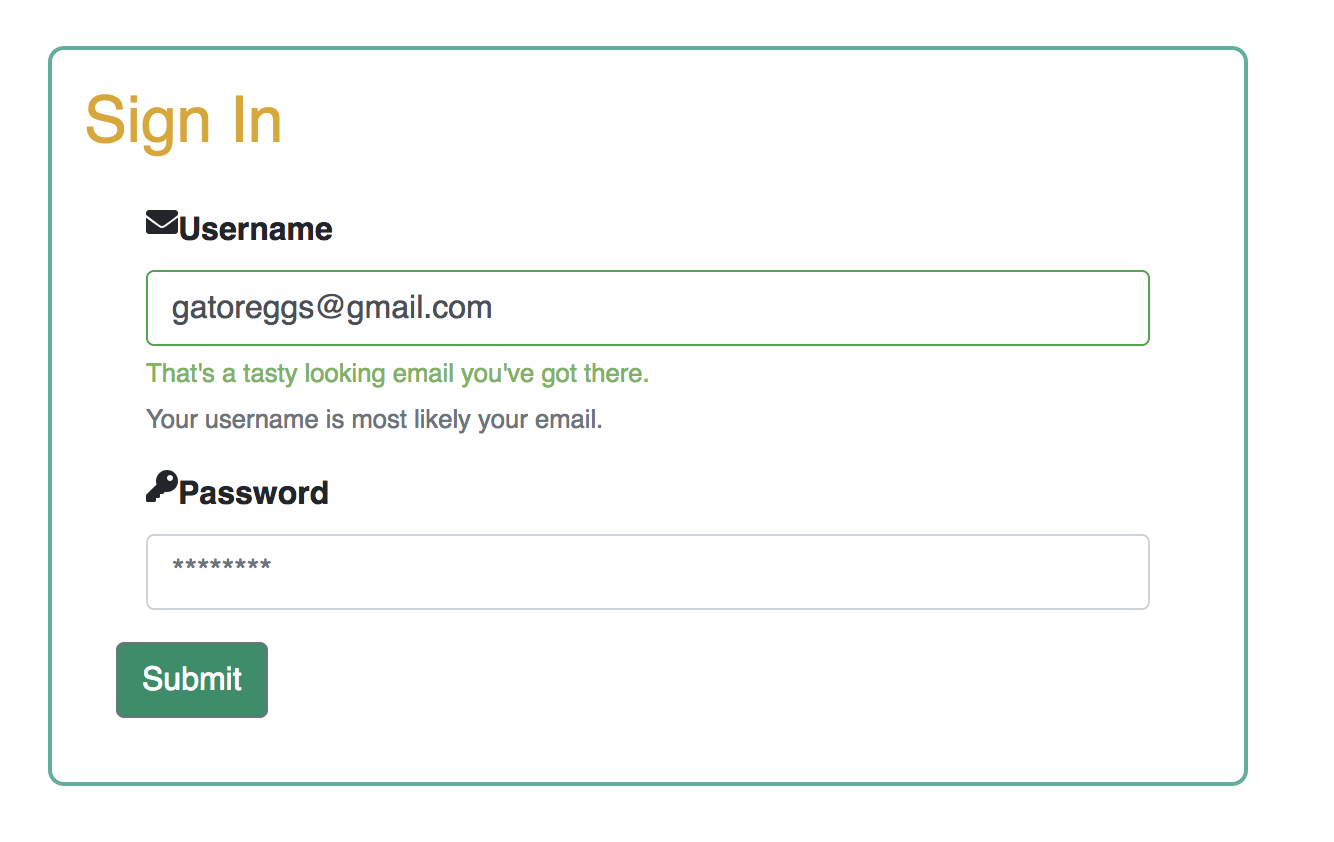 Sign In
Username
gatoreggs@gmail.com
That's a tasty looking email you've got there.
Your username is most likely your email.
Password
********
Submit